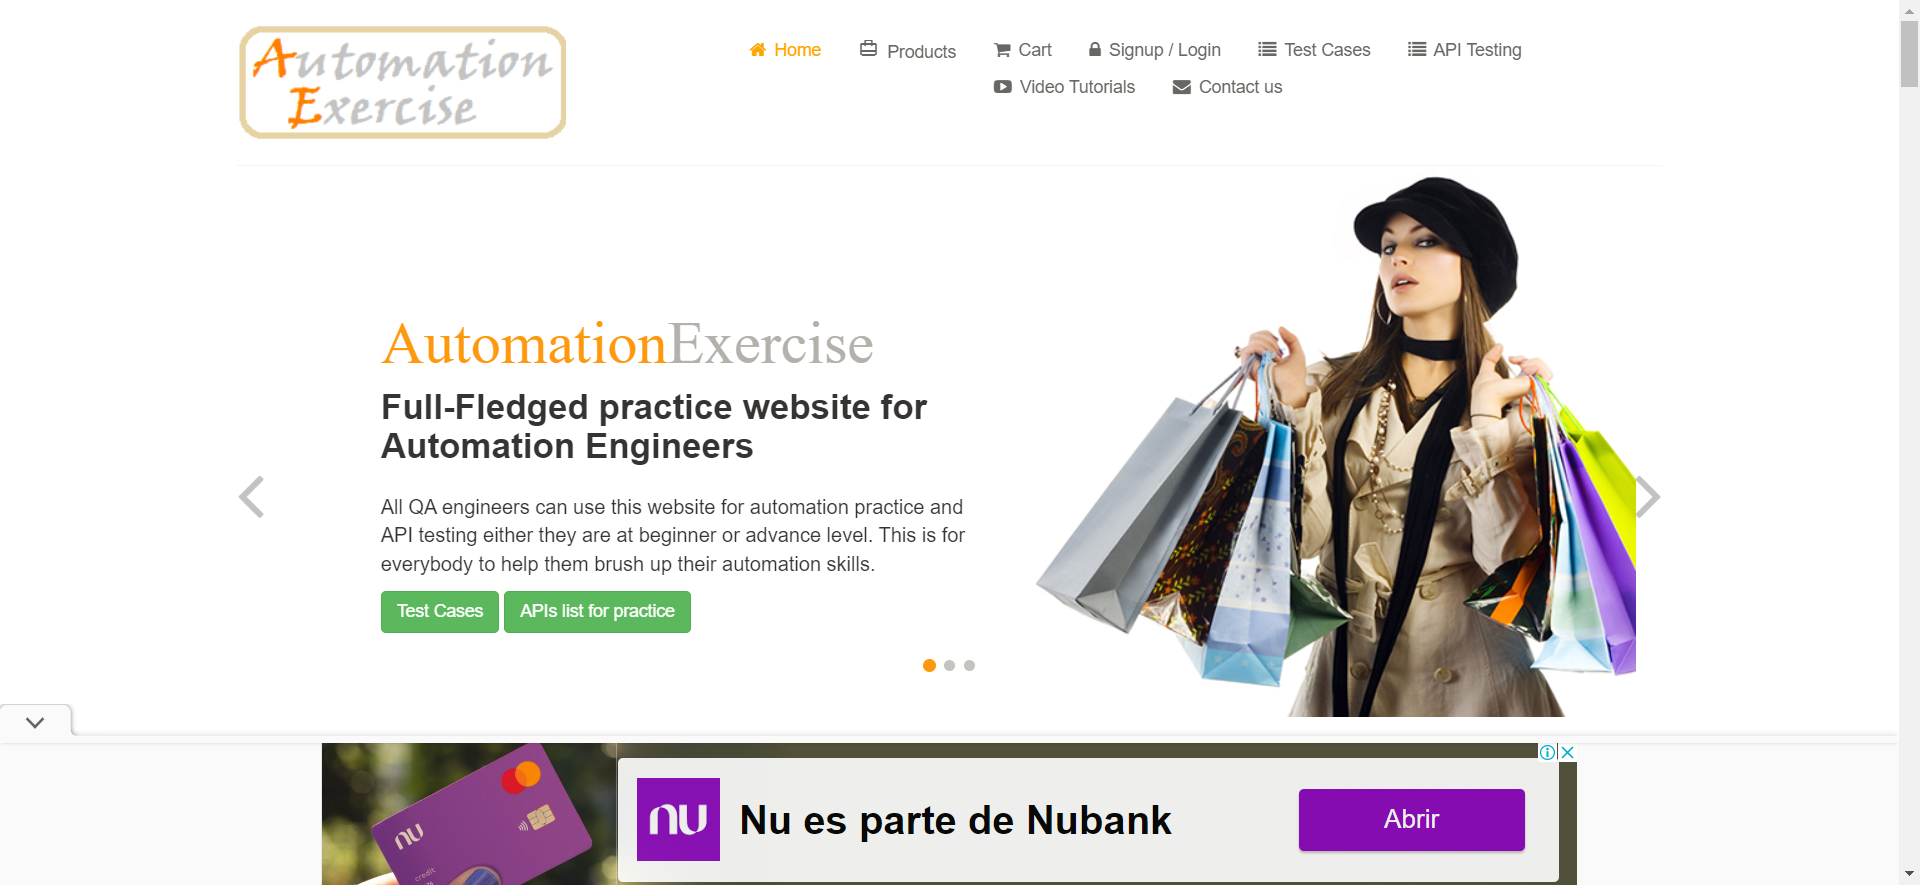 Automation
Exercise
Home
Products
Cart
Signup / Login
Test Cases
API Testing
Video Tutorials
Contact us
AutomationExercise
Full-Fledged practice website for
Automation Engineers
All QA engineers can use this website for automation practice and
API testing either they are at beginner or advance level. This is for
everybody to help them brush up their automation skills.
Test Cases
APIs list for practice
nu
credit
nu
Nu es parte de Nubank
Abrir